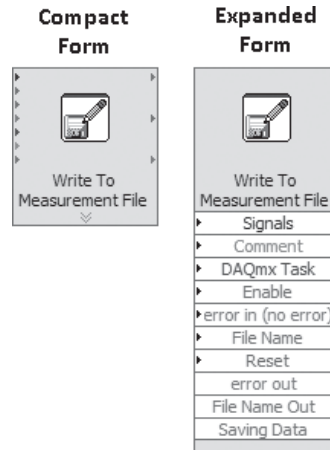 Compact
Form
Write To
Measurement File
Expanded
Form
Write To
Measurement File
Signals
Comment
DAQmx Task
Enable
error in (no error)
File Name
Reset
error out
File Name Out
Saving Data